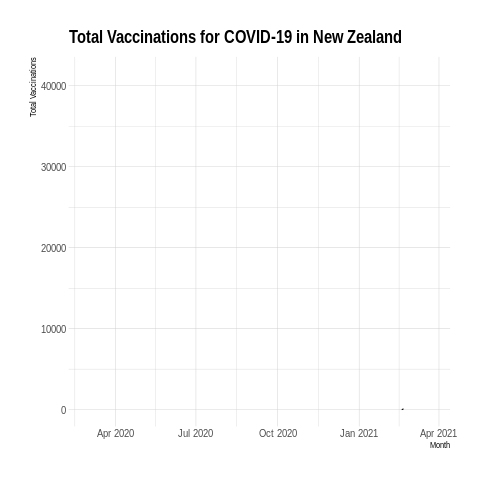 Total Vaccinations for COVID-19 in New Zealand
Total Vaccinations
40000
30000
20000
10000
0
Apr 2020 Jul 2020 Oct 2020 Jan 2021 Apr 2021
Month